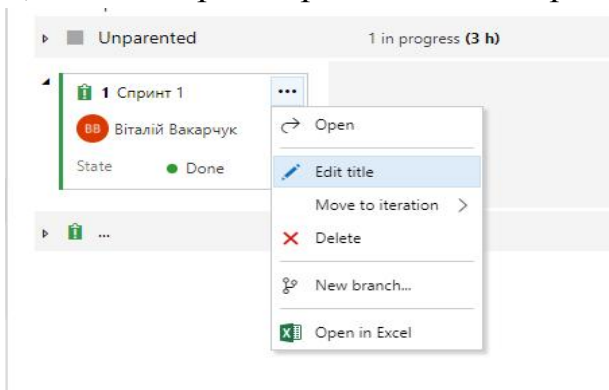 Unparented
1 in progress (3 h)
1 Спринт 1
...
ВВ Віталій Вакарчук
State Done
...
Open
Edit title
Move to iteration
Delete
New branch...
Open in Excel